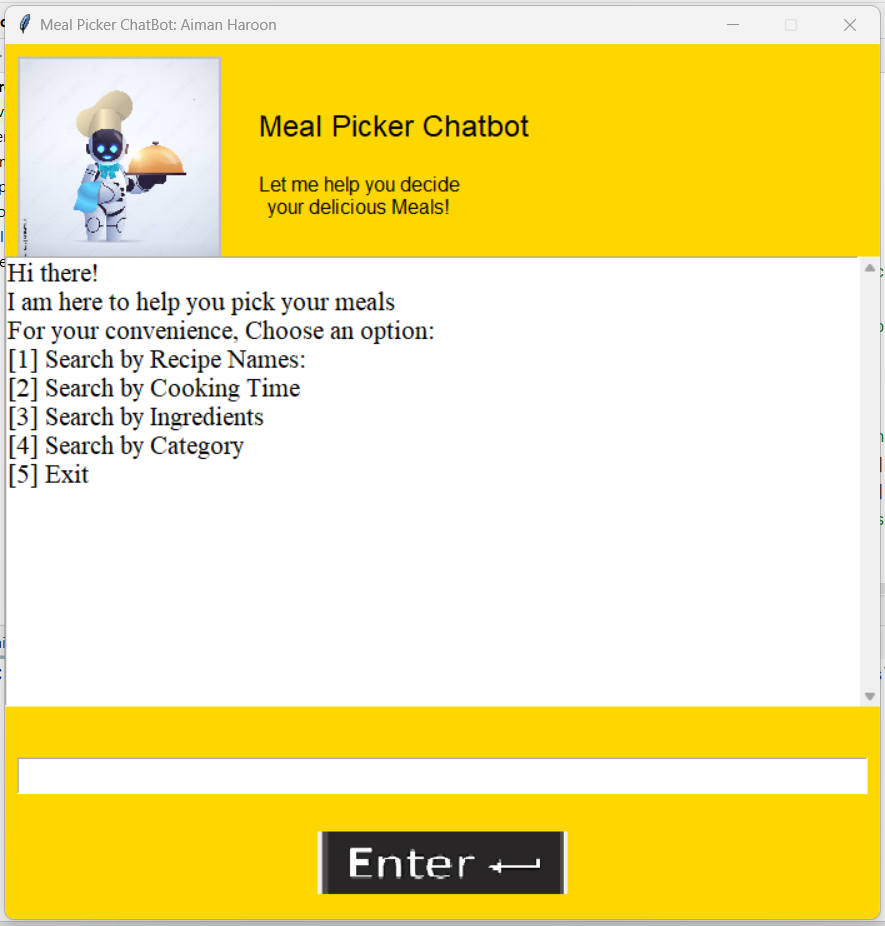 Meal Picker ChatBot: Aiman Haroon
Meal Picker Chatbot
Let me help you decide
your delicious Meals!
Hi there!
I am here to help you pick your meals
For your convenience, Choose an option:
[1] Search by Recipe Names:
[2] Search by Cooking Time
[3] Search by Ingredients
[4] Search by Category
[5] Exit
Enter